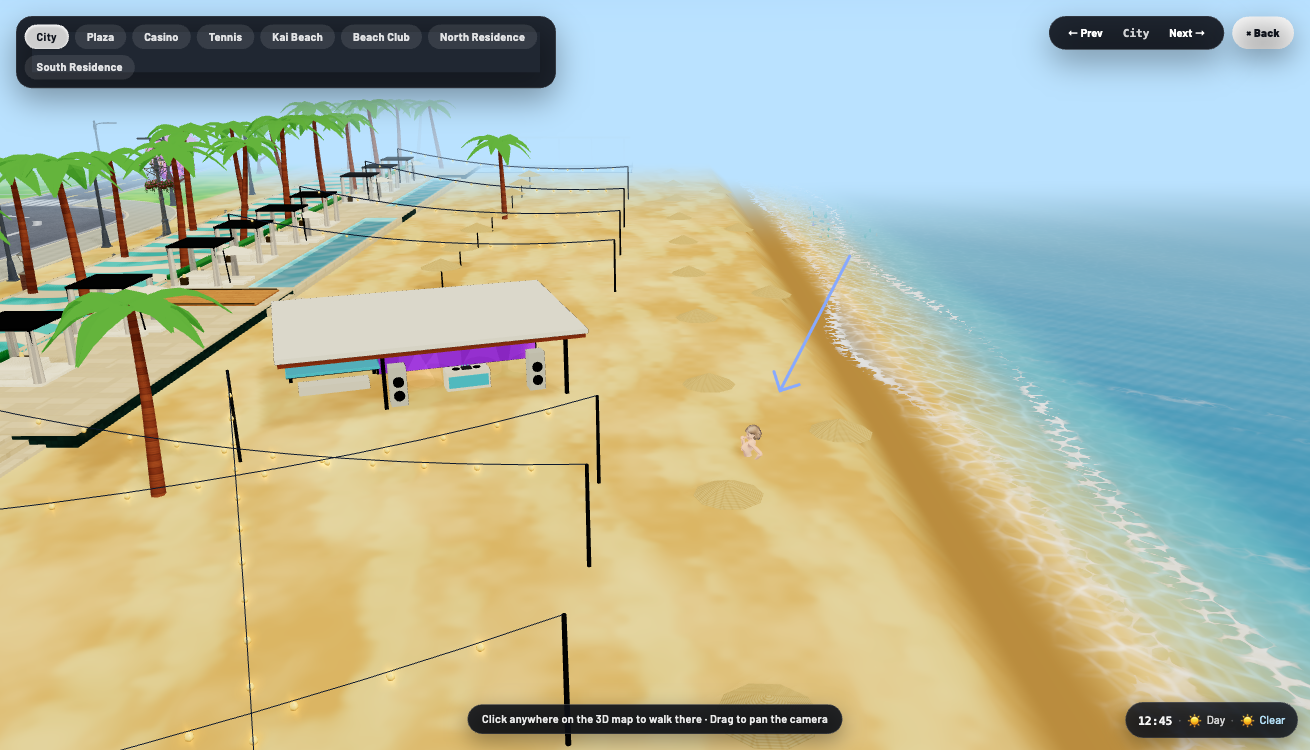 City Plaza Casino Tennis Kai Beach Beach Club North Residence
South Residence
← Prev City Next →
× Back
Click anywhere on the 3D map to walk there · Drag to pan the camera
12:45 · ☀️ Day · ☀️ Clear